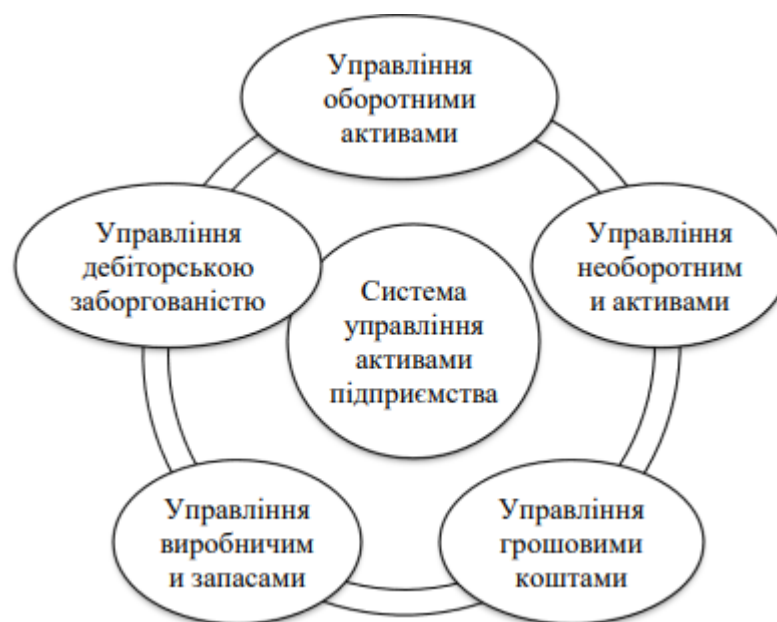 Управління
оборотними
активами
Управління
дебіторською
заборгованістю
Управління
необоротним
и активами
Система
управління
активами
підприємства
Управління
виробничим
и запасами
Управління
грошовими
коштами